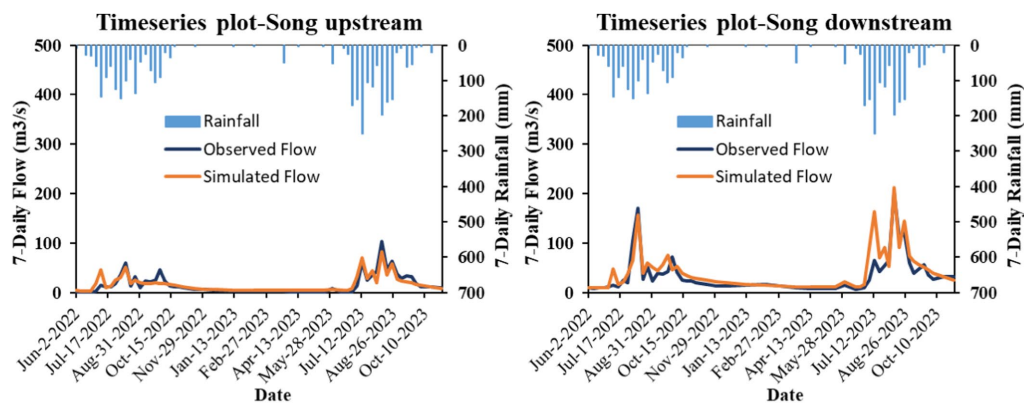 Timeseries plot-Song upstream
500
400
300
200
100
0
7-Daily Flow (m3/s)
0
100
200
300
400
500
600
700
7-Daily Rainfall (mm)
Rainfall
Observed Flow
Simulated Flow
Jun-2-2022
Jul-17-2022
Aug-31-2022
Oct-15-2022
Nov-29-2022
Jan-13-2023
Feb-27-2023
Apr-13-2023
May-28-2023
Jul-12-2023
Aug-26-2023
Oct-10-2023
Date
Timeseries plot-Song downstream
500
400
300
200
100
0
7-Daily Flow (m3/s)
0
100
200
300
400
500
600
700
7-Daily Rainfall (mm)
Rainfall
Observed Flow
Simulated Flow
Jun-2-2022
Jul-17-2022
Aug-31-2022
Oct-15-2022
Nov-29-2022
Jan-13-2023
Feb-27-2023
Apr-13-2023
May-28-2023
Jul-12-2023
Aug-26-2023
Oct-10-2023
Date